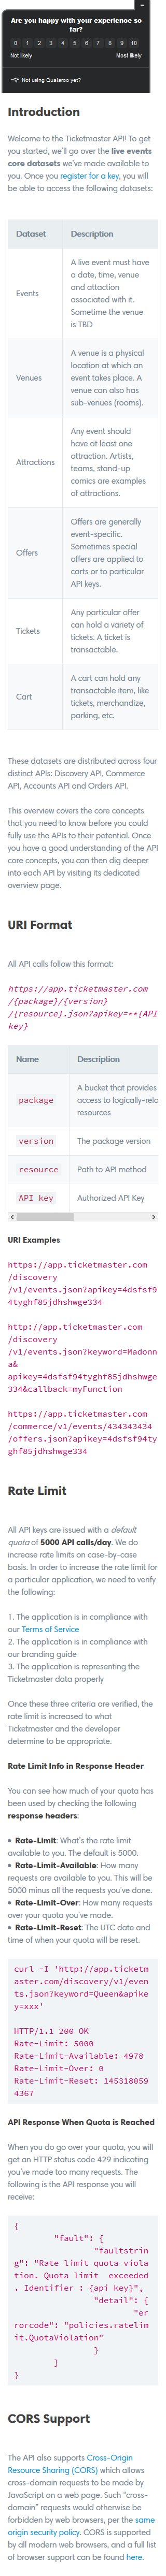 Are you happy with your experience so
far?
0 1 2 3 4 5 6 7 8 9 10
Not likely Most likely
Not using Qualaroo yet?
Introduction
Welcome to the Ticketmaster API! To get
you started, we'll go over the live events
core datasets we've made available to
you. Once you register for a key, you will
be able to access the following datasets:
Dataset Description
Events
A live event must have
a date, time, venue
and attaction
associated with it.
Sometime the venue
is TBD
Venues
A venue is a physical
location at which an
event takes place. A
venue can also has
sub-venues (rooms).
Attractions
Any event should
have at least one
attraction. Artists,
teams, stand-up
comics are examples
of attractions.
Offers
Offers are generally
event-specific.
Sometimes special
offers are applied to
carts or to particular
API keys.
Tickets
Any particular offer
can hold a variety of
tickets. A ticket is
transactable.
Cart
A cart can hold any
transactable item, like
tickets, merchandize,
parking, etc.
These datasets are distributed across four
distinct APIs: Discovery API, Commerce
API, Accounts API and Orders API.
This overview covers the core concepts
that you need to know before you could
fully use the APIs to their potential. Once
you have a good understanding of the API
core concepts, you can then dig deeper
into each API by visiting its dedicated
overview page.
URI Format
All API calls follow this format:
https://app.ticketmaster.com
/{package}/{version}
/{resource}.json?apikey=**{API
key}
Name Description
package
A bucket that provides
access to logically-rela
resources
version The package version
resource Path to API method
API key Authorized API Key
URI Examples
https://app.ticketmaster.com
/discovery
/v1/events.json?apikey=4dsfsf9
4tyghf85jdhshwge334
http://app.ticketmaster.com
/discovery
/v1/events.json?keyword=Madonn
a&
apikey=4dsfsf94tyghf85jdhshwge
334&callback=myFunction
https://app.ticketmaster.com
/commerce/v1/events/434343434
/offers.json?apikey=4dsfsf94ty
ghf85jdhshwge334
Rate Limit
All API keys are issued with a default
quota of 5000 API calls/day. We do
increase rate limits on case-by-case
basis. In order to increase the rate limit for
a particular application, we need to verify
the following:
1. The application is in compliance with
our Terms of Service
2. The application is in compliance with
our branding guide
3. The application is representing the
Ticketmaster data properly
Once these three criteria are verified, the
rate limit is increased to what
Ticketmaster and the developer
determine to be appropriate.
Rate Limit Info in Response Header
You can see how much of your quota has
been used by checking the following
response headers:
Rate-Limit: What's the rate limit
available to you. The default is 5000.
Rate-Limit-Available: How many
requests are available to you. This will be
5000 minus all the requests you've done.
Rate-Limit-Over: How many requests
over your quota you've made.
Rate-Limit-Reset: The UTC date and
time of when your quota will be reset.
curl -I 'http://app.ticketm
aster.com/discovery/v1/even
ts.json?keyword=Queen&apike
y=xxx'
HTTP/1.1 200 OK
Rate-Limit: 5000
Rate-Limit-Available: 4978
Rate-Limit-Over: 0
Rate-Limit-Reset: 145318059
4367
API Response When Quota is Reached
When you do go over your quota, you will
get an HTTP status code 429 indicating
you've made too many requests. The
following is the API response you will
receive:
{
"fault": {
"faultstrin
g": "Rate limit quota viola
tion. Quota limit exceeded
. Identifier : {api key}",
"detail": {
"er
rorcode": "policies.ratelim
it.QuotaViolation"
}
}
}
CORS Support
The API also supports Cross-Origin
Resource Sharing (CORS) which allows
cross-domain requests to be made by
JavaScript on a web page. Such "cross-
domain" requests would otherwise be
forbidden by web browsers, per the same
origin security policy. CORS is supported
by all modern web browsers, and a full list
of browser support can be found here.